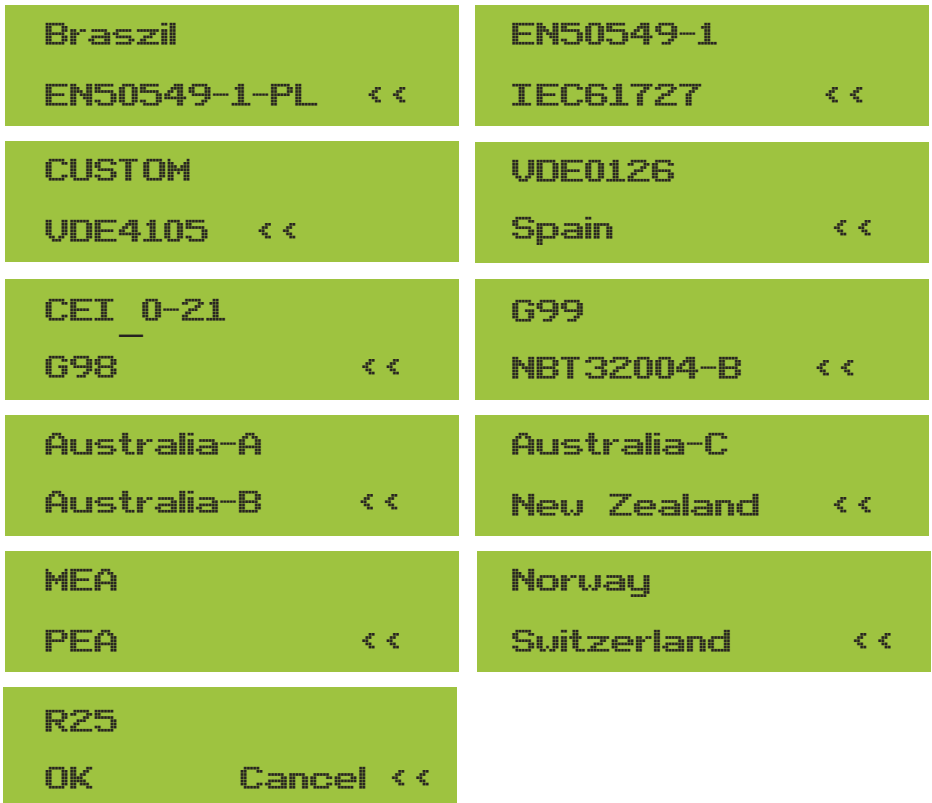 Braszil
EN50549-1-PL <<
EN50549-1
IEC61727 <<
CUSTOM
VDE4105 <<
VDE0126
Spain <<
CEI_0-21
G98 <<
G99
NBT32004-B <<
Australia-A
Australia-B <<
Australia-C
New Zealand <<
MEA
PEA <<
Norway
Switzerland <<
R25
OK Cancel <<